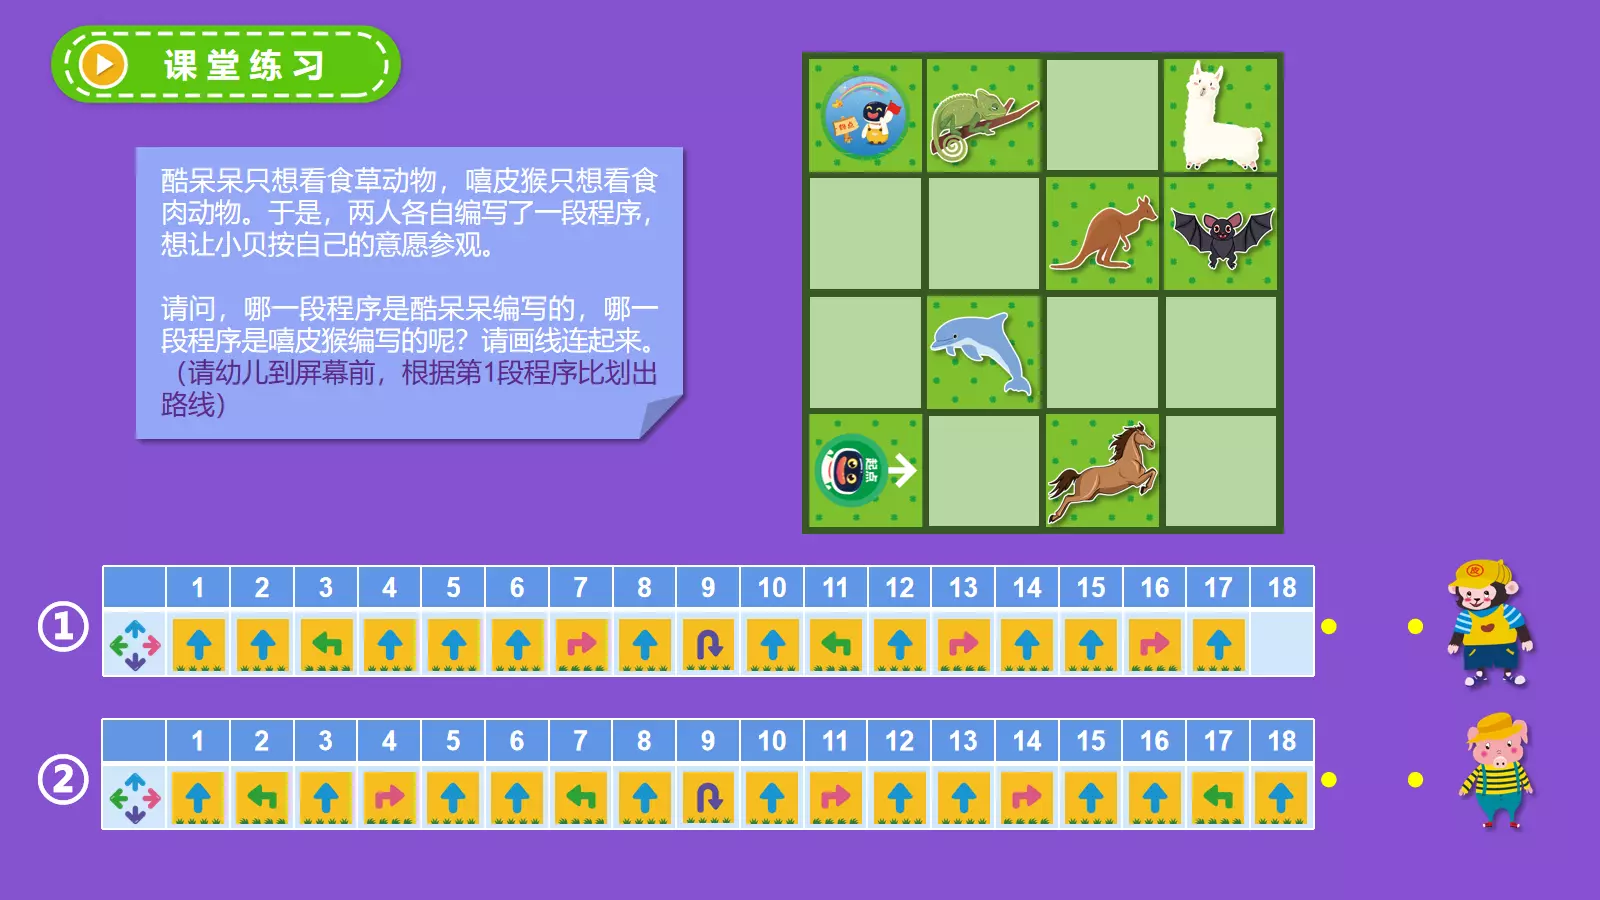 课堂练习
酷呆呆只想看食草动物，嘻皮猴只想看食
肉动物。于是，两人各自编写了一段程序，
想让小贝按自己的意愿参观。
请问，哪一段程序是酷呆呆编写的，哪一
段程序是嘻皮猴编写的呢？请画线连起来。
（请幼儿到屏幕前，根据第1段程序比划出
路线）
终点
起点
① 1 2 3 4 5 6 7 8 9 10 11 12 13 14 15 16 17 18
② 1 2 3 4 5 6 7 8 9 10 11 12 13 14 15 16 17 18